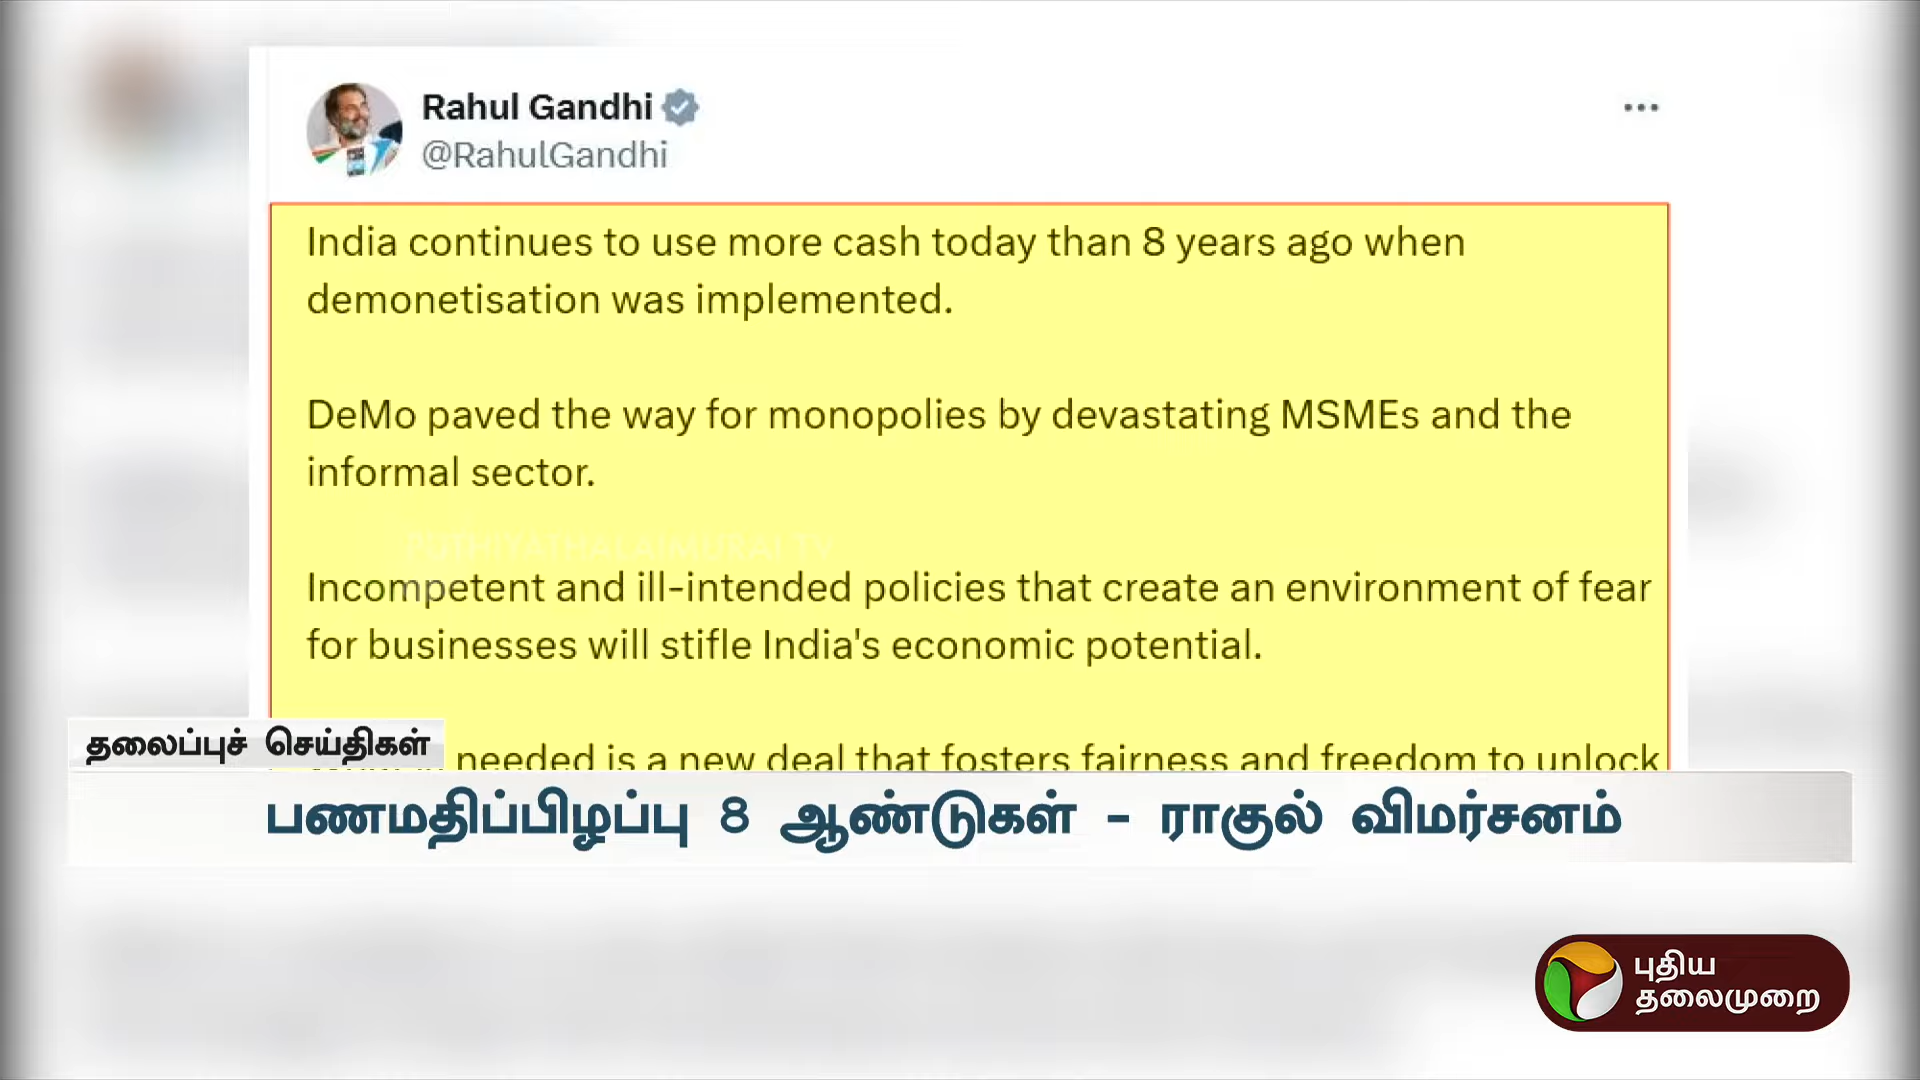 Rahul Gandhi
@RahulGandhi
India continues to use more cash today than 8 years ago when
demonetisation was implemented.
DeMo paved the way for monopolies by devastating MSMEs and the
informal sector.
PUTHIYATHALAIMURAI TV
Incompetent and ill-intended policies that create an environment of fear
for businesses will stifle India's economic potential.
needed is a new deal that fosters fairness and freedom to unlock
தலைப்புச் செய்திகள்
பணமதிப்பிழப்பு 8 ஆண்டுகள் - ராகுல் விமர்சனம்
புதிய
தலைமுறை